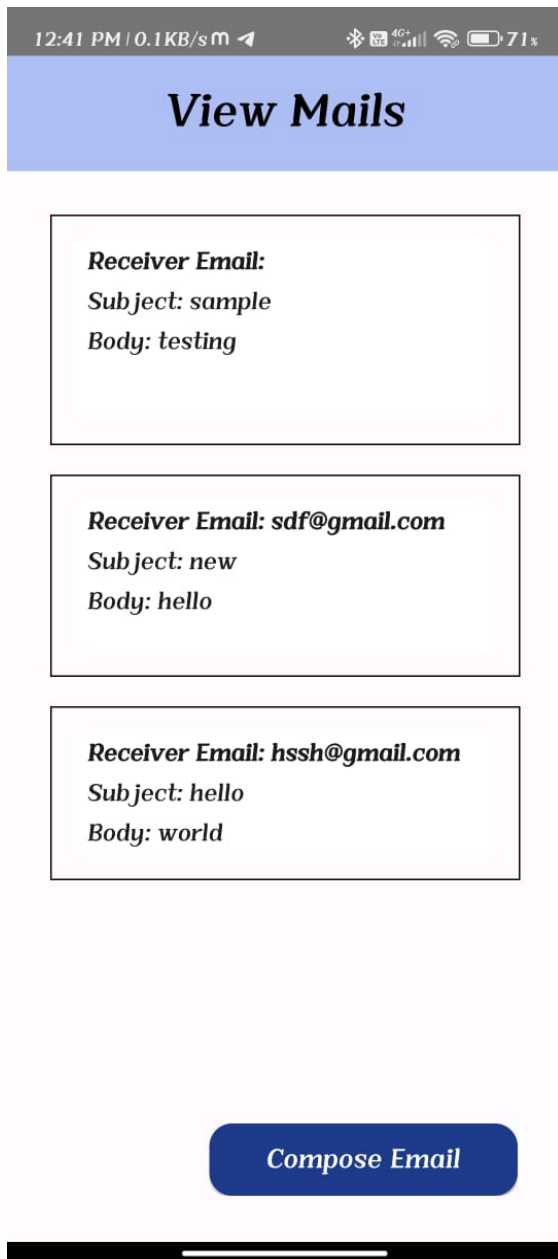 12:41 PM | 0.1KB/s m 4G+ 71%
View Mails
Receiver Email:
Subject: sample
Body: testing
Receiver Email: sdf@gmail.com
Subject: new
Body: hello
Receiver Email: hssh@gmail.com
Subject: hello
Body: world
Compose Email